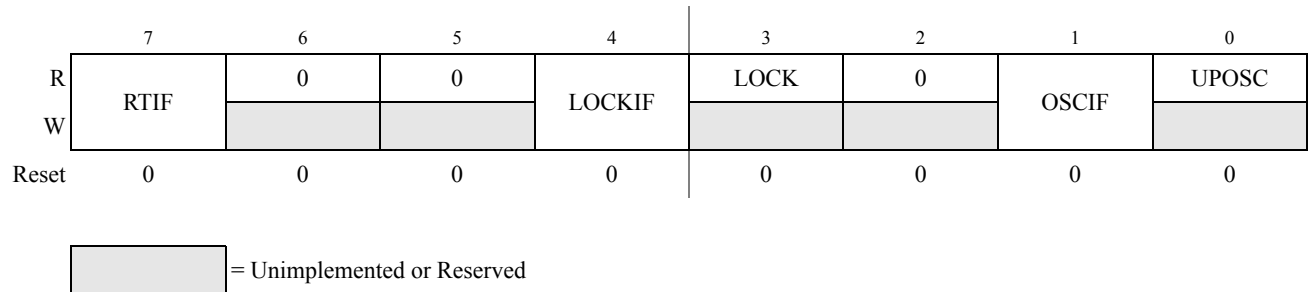 7 6 5 4 3 2 1 0
R RTIF 0 0 LOCKIF LOCK 0 OSCIF UPOSC
W
Reset 0 0 0 0 0 0 0 0
= Unimplemented or Reserved